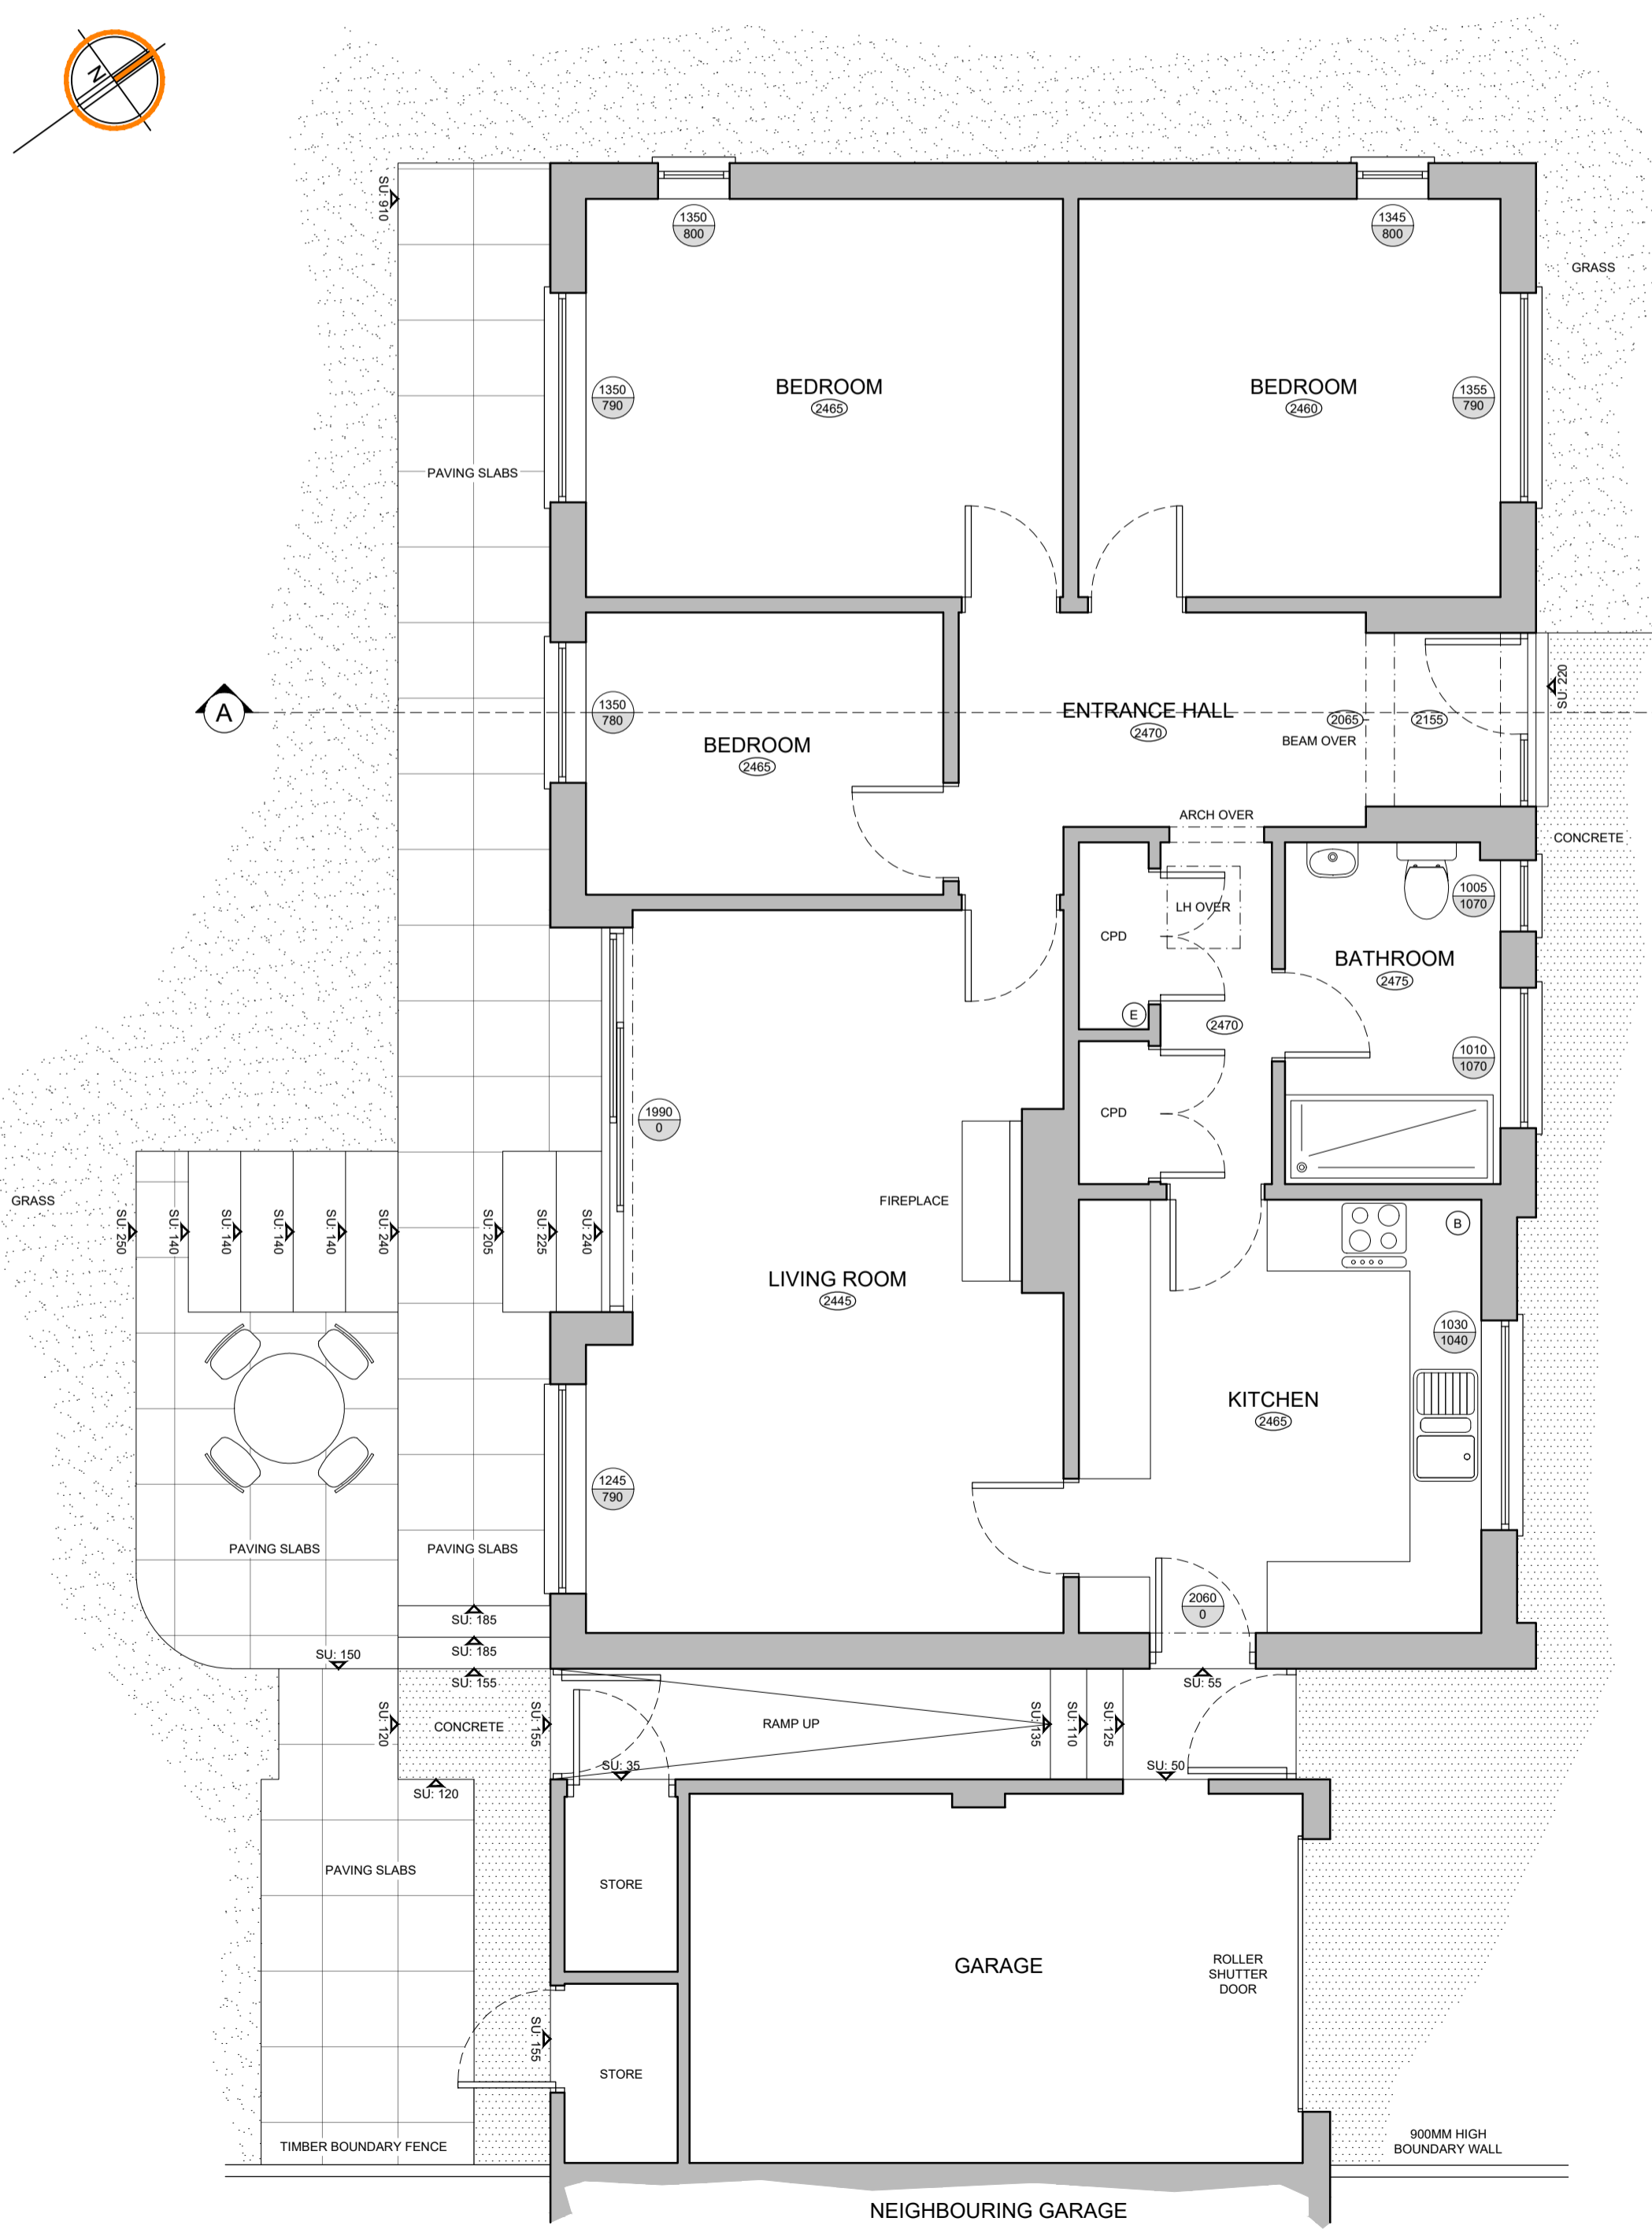 N
SU: 910
1350
800
1345
800
GRASS
BEDROOM
2465
BEDROOM
2460
1350
790
1355
790
PAVING SLABS
A
1350
780
BEDROOM
2465
ENTRANCE HALL
2470
2065
2155
BEAM OVER
SU: 220
ARCH OVER
CONCRETE
LH OVER
CPD
1005
1070
BATHROOM
2475
E
2470
1010
1070
CPD
1990
0
GRASS
SU: 250
SU: 140
SU: 140
SU: 140
SU: 140
SU: 240
SU: 205
SU: 225
SU: 240
FIREPLACE
B
LIVING ROOM
2445
1030
1040
KITCHEN
2465
1245
790
PAVING SLABS
PAVING SLABS
2060
0
SU: 185
SU: 185
SU: 150
SU: 155
SU: 55
SU: 120
CONCRETE
SU: 155
RAMP UP
SU: 135
SU: 110
SU: 125
SU: 35
SU: 50
SU: 120
PAVING SLABS
STORE
GARAGE
ROLLER
SHUTTER
DOOR
SU: 155
STORE
TIMBER BOUNDARY FENCE
900MM HIGH
BOUNDARY WALL
NEIGHBOURING GARAGE